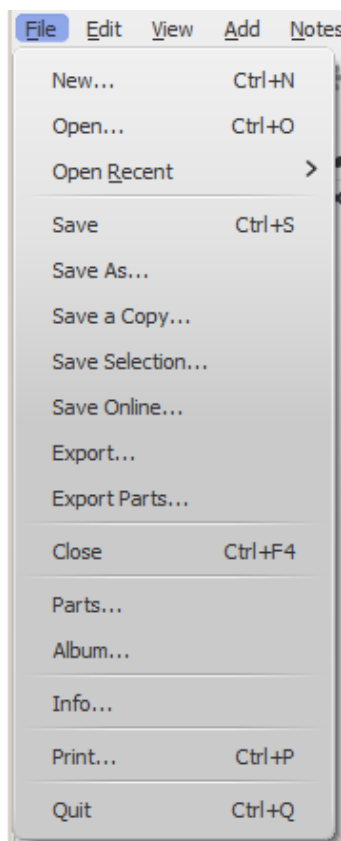 File Edit View Add Notes
New... Ctrl+N
Open... Ctrl+O
Open Recent
Save Ctrl+S
Save As...
Save a Copy...
Save Selection...
Save Online...
Export...
Export Parts...
Close Ctrl+F4
Parts...
Album...
Info...
Print... Ctrl+P
Quit Ctrl+Q